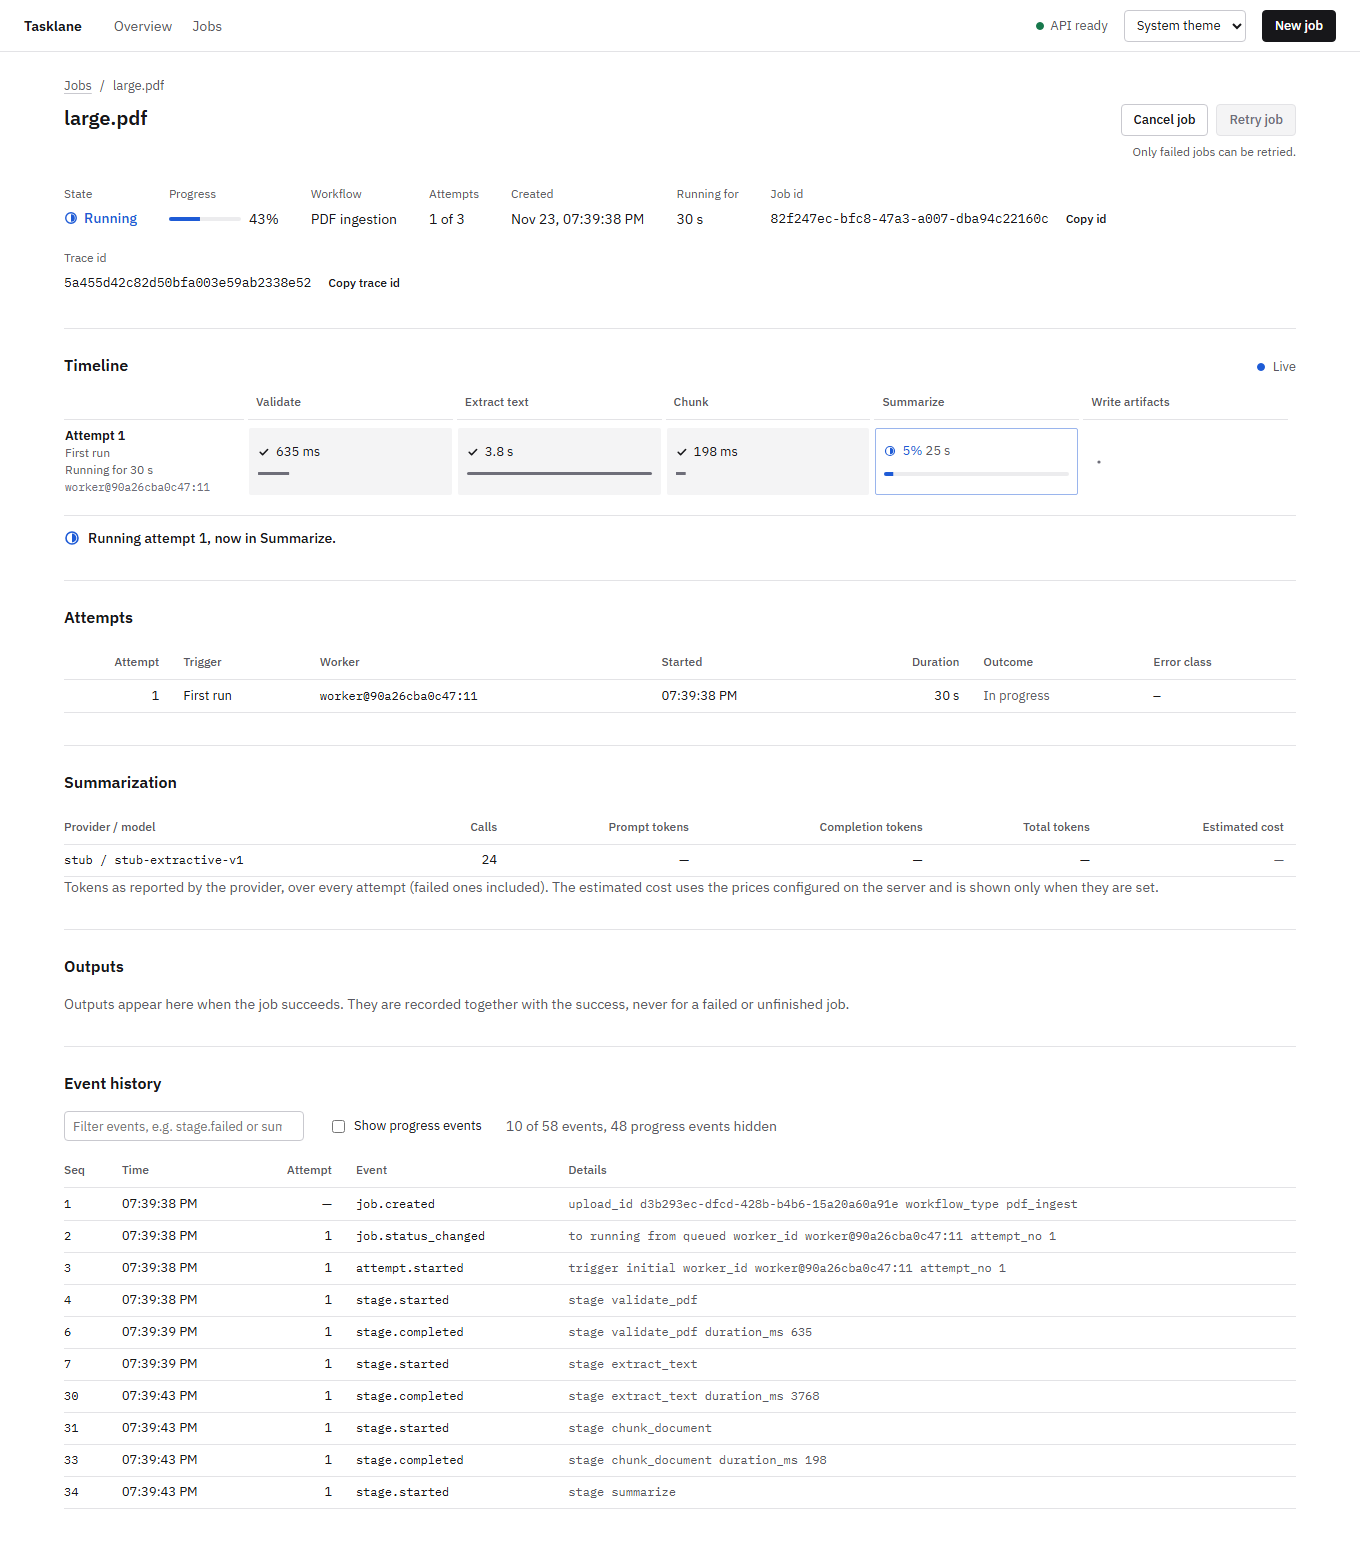 Tasklane Overview Jobs API ready System theme New job
Jobs / large.pdf
large.pdf
Cancel job Retry job
Only failed jobs can be retried.
State Progress Workflow Attempts Created Running for Job id
Running 43% PDF ingestion 1 of 3 Nov 23, 07:39:38 PM 30 s 82f247ec-bfc8-47a3-a007-dba94c22160c Copy id
Trace id
5a455d42c82d50bfa003e59ab2338e52 Copy trace id
Timeline Live
Validate Extract text Chunk Summarize Write artifacts
Attempt 1
First run
Running for 30 s
worker@90a26cba0c47:11
635 ms 3.8 s 198 ms 5% 25 s
Running attempt 1, now in Summarize.
Attempts
Attempt Trigger Worker Started Duration Outcome Error class
1 First run worker@90a26cba0c47:11 07:39:38 PM 30 s In progress –
Summarization
Provider / model Calls Prompt tokens Completion tokens Total tokens Estimated cost
stub / stub-extractive-v1 24 — — — —
Tokens as reported by the provider, over every attempt (failed ones included). The estimated cost uses the prices configured on the server and is shown only when they are set.
Outputs
Outputs appear here when the job succeeds. They are recorded together with the success, never for a failed or unfinished job.
Event history
Filter events, e.g. stage.failed or sun Show progress events 10 of 58 events, 48 progress events hidden
Seq Time Attempt Event Details
1 07:39:38 PM — job.created upload_id d3b293ec-dfcd-428b-b4b6-15a20a60a91e workflow_type pdf_ingest
2 07:39:38 PM 1 job.status_changed to running from queued worker_id worker@90a26cba0c47:11 attempt_no 1
3 07:39:38 PM 1 attempt.started trigger initial worker_id worker@90a26cba0c47:11 attempt_no 1
4 07:39:38 PM 1 stage.started stage validate_pdf
6 07:39:39 PM 1 stage.completed stage validate_pdf duration_ms 635
7 07:39:39 PM 1 stage.started stage extract_text
30 07:39:43 PM 1 stage.completed stage extract_text duration_ms 3768
31 07:39:43 PM 1 stage.started stage chunk_document
33 07:39:43 PM 1 stage.completed stage chunk_document duration_ms 198
34 07:39:43 PM 1 stage.started stage summarize